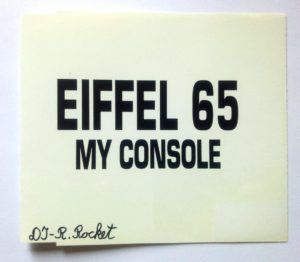 EIFFEL 65
MY CONSOLE
DJ-R.Rocket